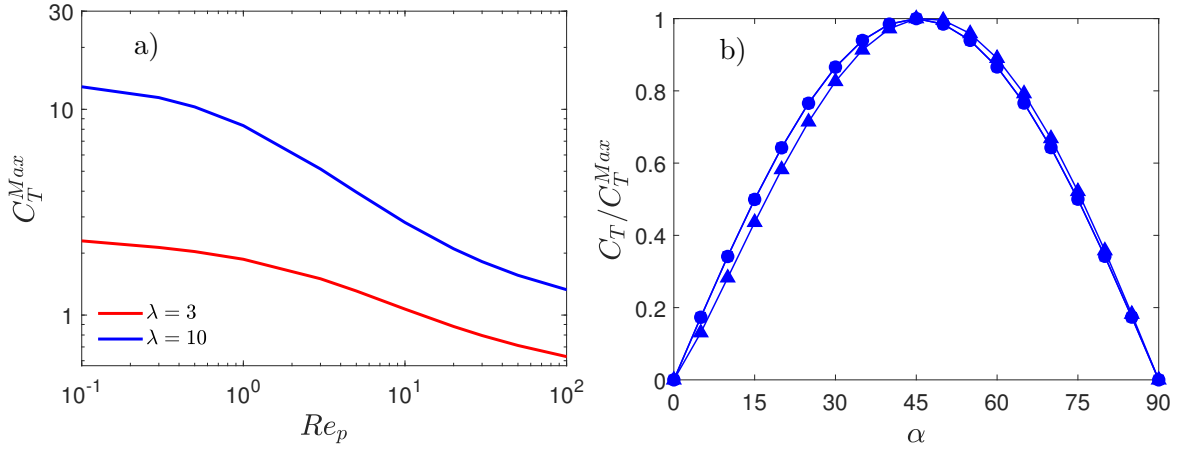 a)
30
10
1
C_T^{Max}
λ = 3
λ = 10
10^{-1} 10^{0} 10^{1} 10^{2}
Re_p
b)
1
0.8
0.6
0.4
0.2
0
C_T/C_T^{Max}
0 15 30 45 60 75 90
α